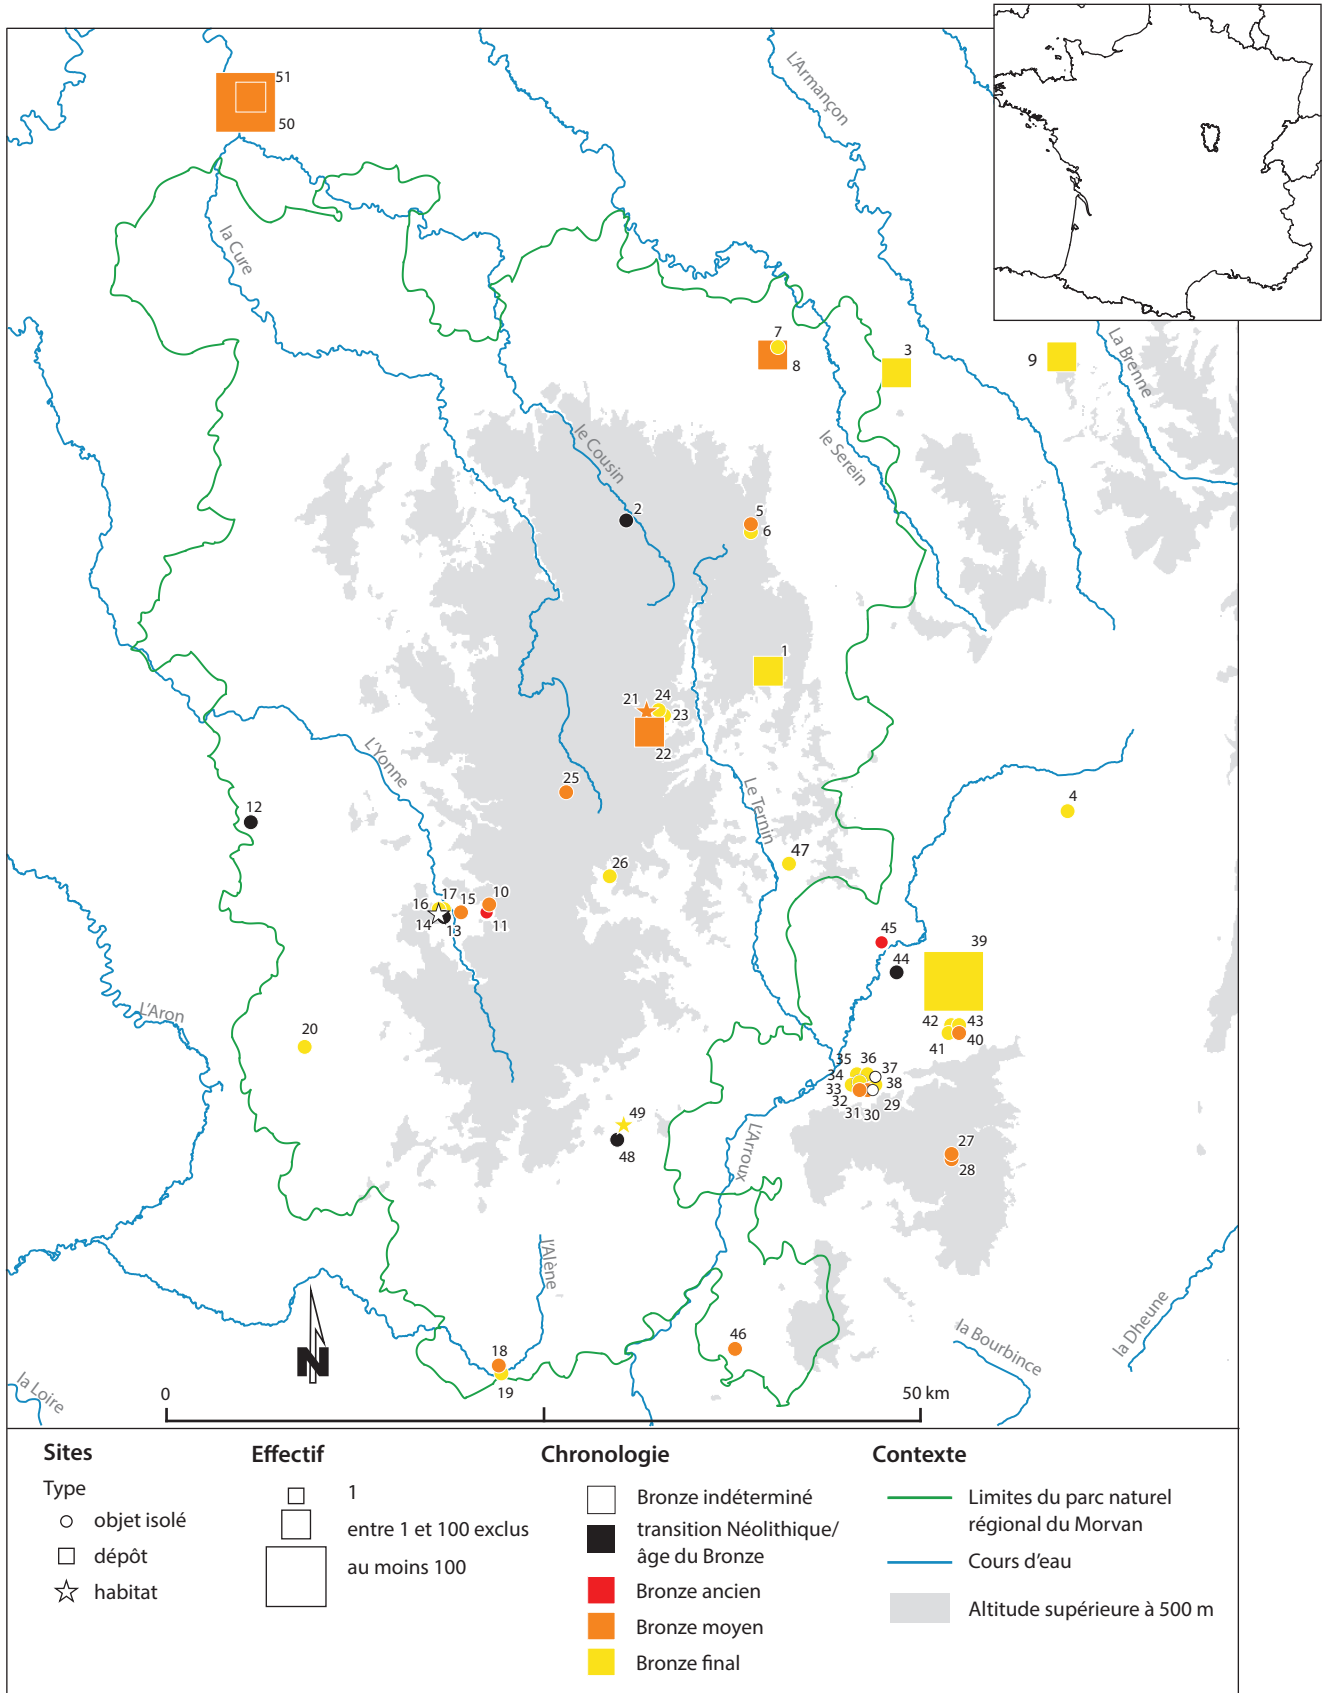 51
50
L'Armançon
la Cure
7
8
3
9
La Brenne
le Cousin
le Serein
2
5
6
1
21
24
23
22
L'Yonne
25
Le Ternin
4
12
26
47
16
17
15
10
14
13
11
45
44
39
L'Aron
20
42
43
41
40
35
36
37
34
38
33
32
29
31
30
49
48
27
28
L'Arroux
l'Alène
46
la Bourbince
la Dheune
18
19
N
la Loire
0
50 km
Sites
Type
objet isolé
dépôt
habitat
Effectif
1
entre 1 et 100 exclus
au moins 100
Chronologie
Bronze indéterminé
transition Néolithique/
âge du Bronze
Bronze ancien
Bronze moyen
Bronze final
Contexte
Limites du parc naturel
régional du Morvan
Cours d'eau
Altitude supérieure à 500 m